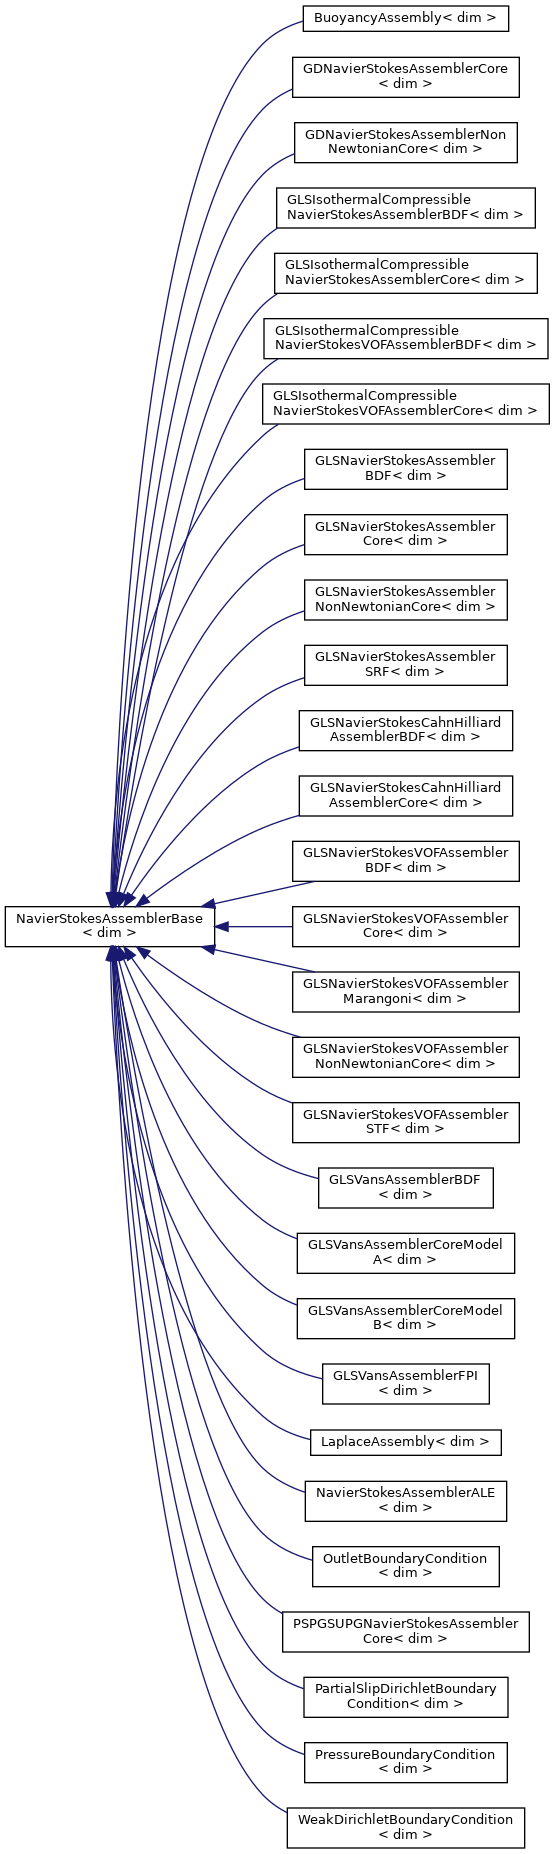 BuoyancyAssembly< dim >
GDNavierStokesAssemblerCore
< dim >
GDNavierStokesAssemblerNon
NewtonianCore< dim >
GLSIsothermalCompressible
NavierStokesAssemblerBDF< dim >
GLSIsothermalCompressible
NavierStokesAssemblerCore< dim >
GLSIsothermalCompressible
NavierStokesVOFAssemblerBDF< dim >
GLSIsothermalCompressible
NavierStokesVOFAssemblerCore< dim >
GLSNavierStokesAssembler
BDF< dim >
GLSNavierStokesAssembler
Core< dim >
GLSNavierStokesAssembler
NonNewtonianCore< dim >
GLSNavierStokesAssembler
SRF< dim >
GLSNavierStokesCahnHilliard
AssemblerBDF< dim >
GLSNavierStokesCahnHilliard
AssemblerCore< dim >
GLSNavierStokesVOFAssembler
BDF< dim >
NavierStokesAssemblerBase
< dim >
GLSNavierStokesVOFAssembler
Core< dim >
GLSNavierStokesVOFAssembler
Marangoni< dim >
GLSNavierStokesVOFAssembler
NonNewtonianCore< dim >
GLSNavierStokesVOFAssembler
STF< dim >
GLSVansAssemblerBDF
< dim >
GLSVansAssemblerCoreModel
A< dim >
GLSVansAssemblerCoreModel
B< dim >
GLSVansAssemblerFPI
< dim >
LaplaceAssembly< dim >
NavierStokesAssemblerALE
< dim >
OutletBoundaryCondition
< dim >
PSPGSUPGNavierStokesAssembler
Core< dim >
PartialSlipDirichletBoundary
Condition< dim >
PressureBoundaryCondition
< dim >
WeakDirichletBoundaryCondition
< dim >